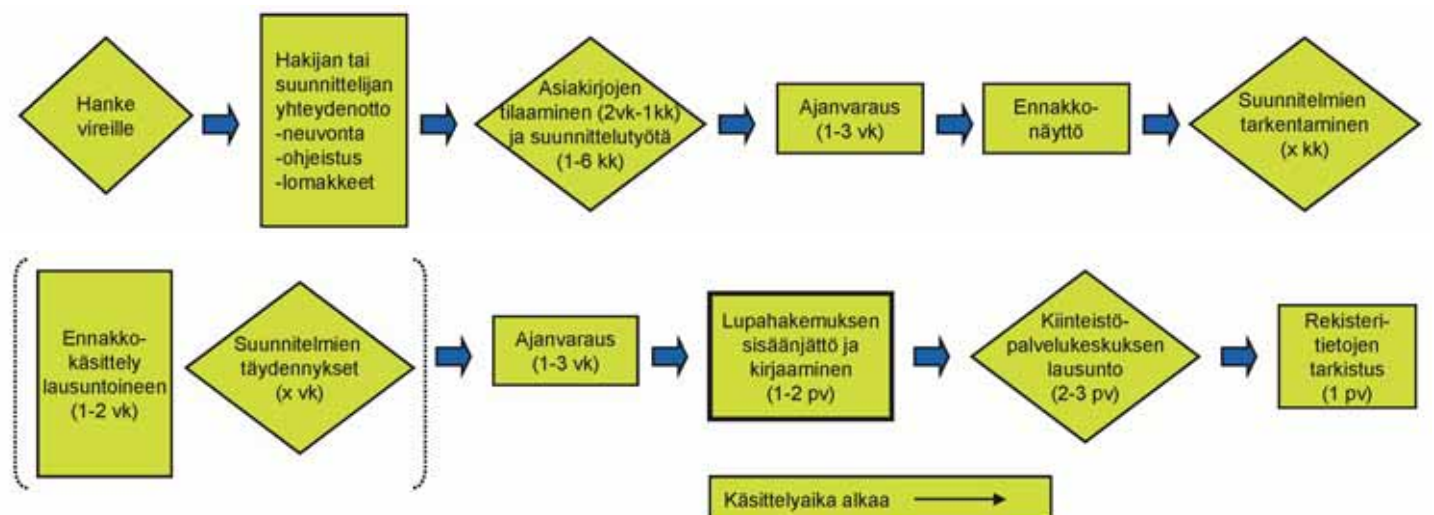 Hanke
vireille
Hakijan tai
suunnittelijan
yhteydenotto
-neuvonta
-ohjeistus
-lomakkeet
Asiakirjojen
tilaaminen (2vk-1kk)
ja suunnittelutyötä
(1-6 kk)
Ajanvaraus
(1-3 vk)
Ennakko-
näyttö
Suunnitelmien
tarkentaminen
(x kk)
Ennakko-
käsittely
lausuntoineen
(1-2 vk)
Suunnitelmien
täydennykset
(x vk)
Ajanvaraus
(1-3 vk)
Lupahakemuksen
sisäänjättö ja
kirjaaminen
(1-2 pv)
Kiinteistö-
palvelukeskuksen
lausunto
(2-3 pv)
Rekisteri-
tietojen
tarkistus
(1 pv)
Käsittelyaika alkaa